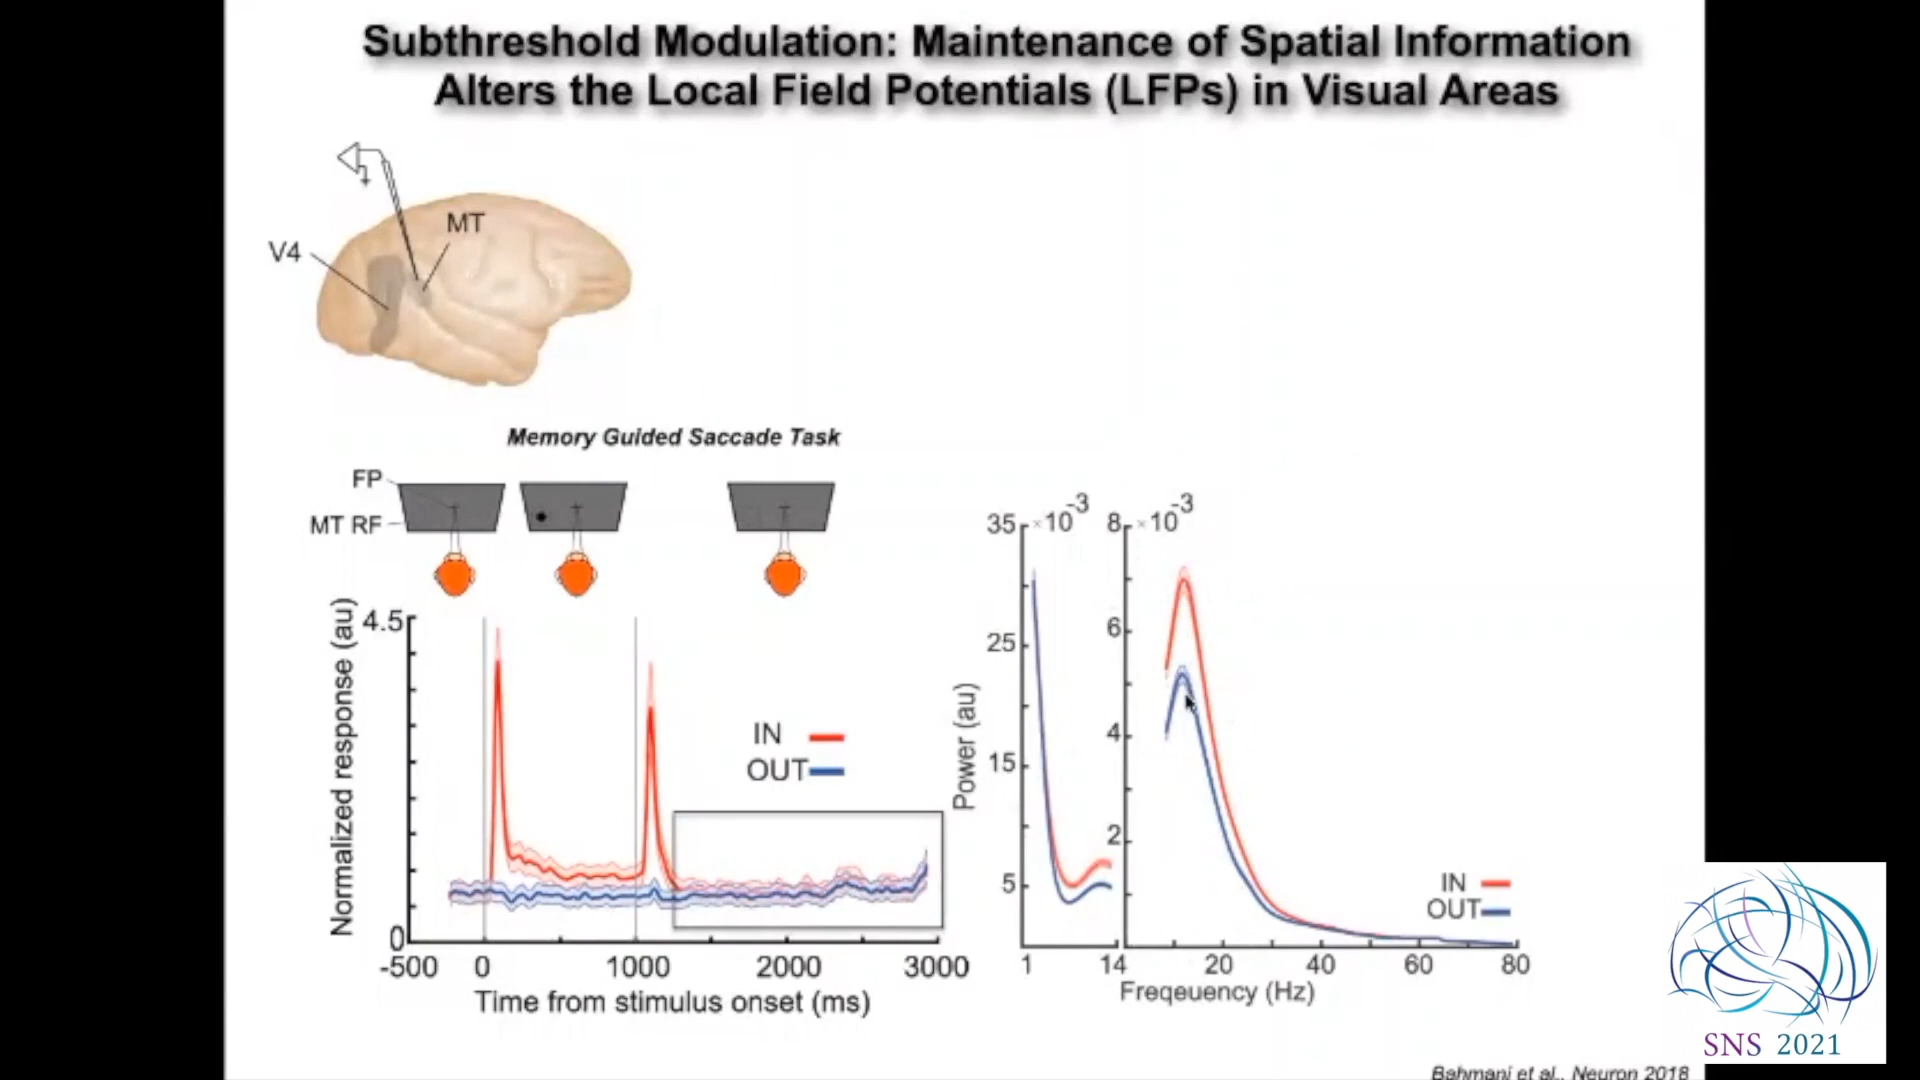 Subthreshold Modulation: Maintenance of Spatial Information
Alters the Local Field Potentials (LFPs) in Visual Areas
MT
V4
Memory Guided Saccade Task
FP
MT RF
Normalized response (au)
4.5
0
-500 0 1000 2000 3000
Time from stimulus onset (ms)
IN
OUT
Power (au)
35 ×10-3
25
15
5
1 14
8 ×10-3
6
4
2
20 40 60 80
Freqeuency (Hz)
IN
OUT
SNS 2021
Bahmani et al., Neuron 2018